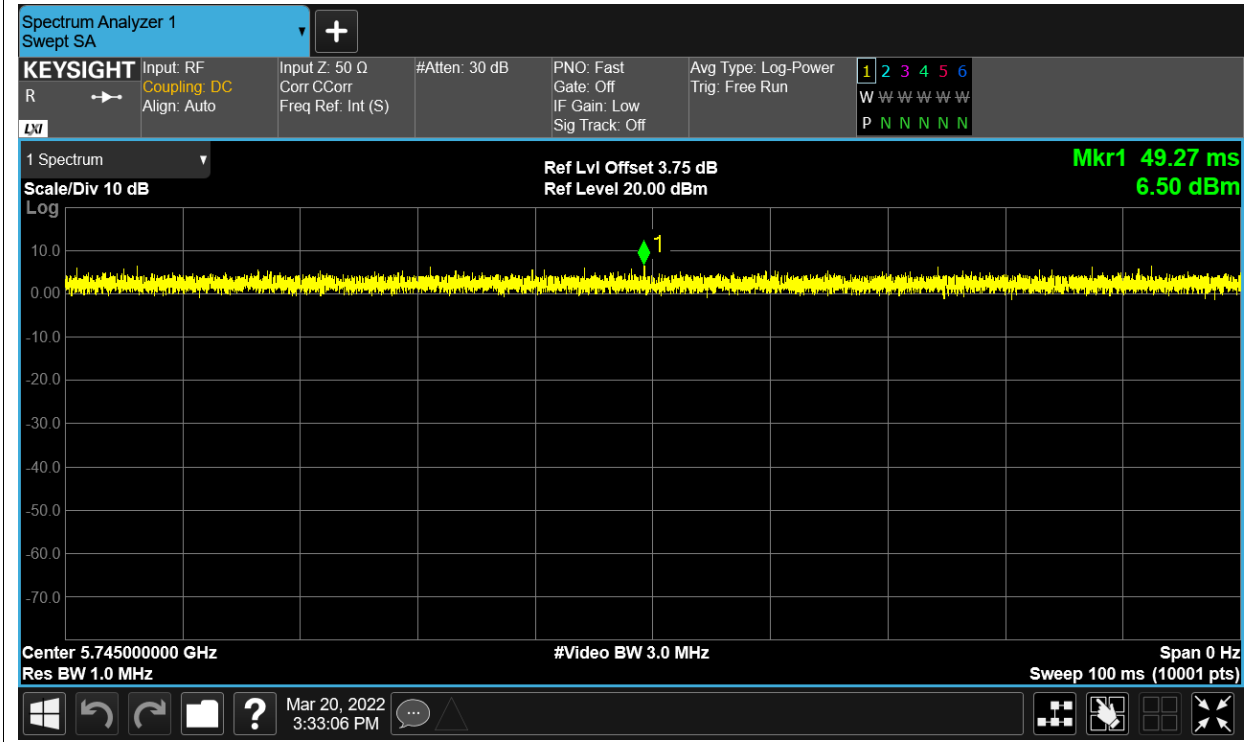 Spectrum Analyzer 1
Swept SA
+
KEYSIGHT
R
LXI
Input: RF
Coupling: DC
Align: Auto
Input Z: 50 Ω
Corr CCorr
Freq Ref: Int (S)
#Atten: 30 dB
PNO: Fast
Gate: Off
IF Gain: Low
Sig Track: Off
Avg Type: Log-Power
Trig: Free Run
1 2 3 4 5 6
W W W W W W
P N N N N N
1 Spectrum
Scale/Div 10 dB
Log
Ref Lvl Offset 3.75 dB
Ref Level 20.00 dBm
Mkr1 49.27 ms
6.50 dBm
1
10.0
0.00
-10.0
-20.0
-30.0
-40.0
-50.0
-60.0
-70.0
Center 5.745000000 GHz
Res BW 1.0 MHz
#Video BW 3.0 MHz
Span 0 Hz
Sweep 100 ms (10001 pts)
?
Mar 20, 2022
3:33:06 PM